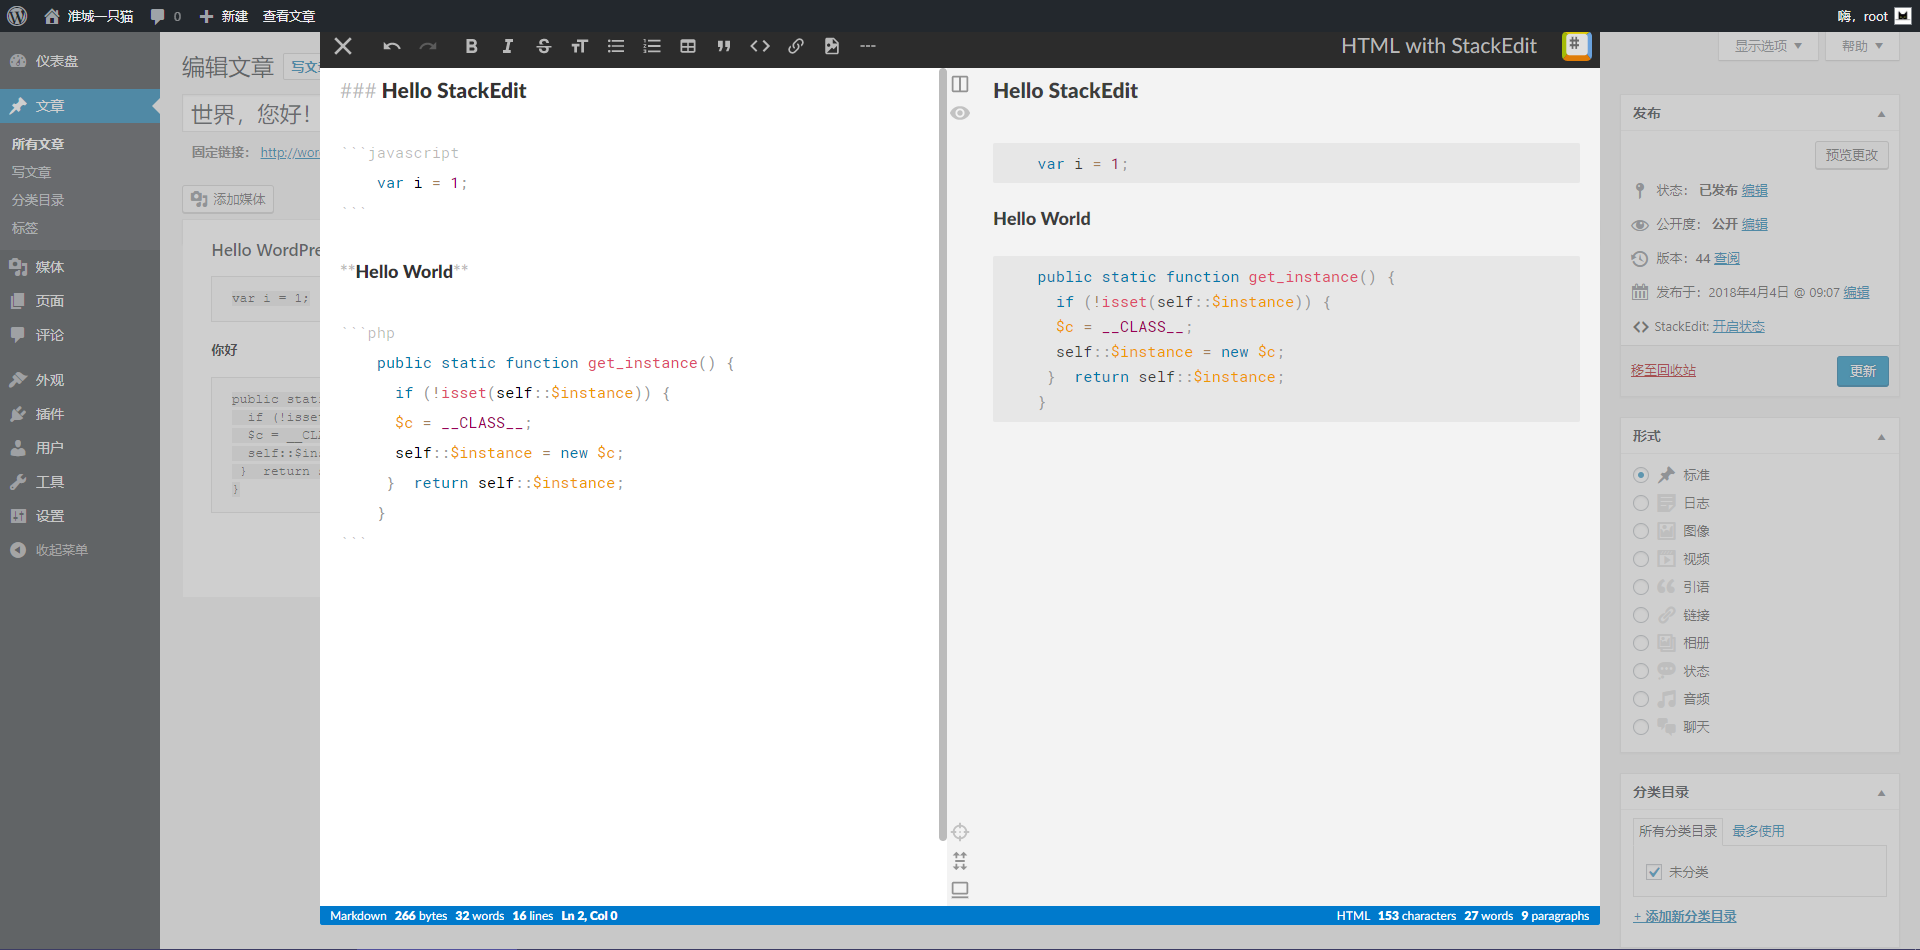 淮城一只猫 0 新建 查看文章
嗨，root
仪表盘
文章
所有文章
写文章
分类目录
标签
媒体
页面
评论
外观
插件
用户
工具
设置
收起菜单
编辑文章 写文
世界，您好！
固定链接： http://wor
添加媒体
Hello WordPre
var i = 1;
你好
public stati
if (!isse
$c = __CL
self::$in
} return
}
HTML with StackEdit
### Hello StackEdit
```javascript
var i = 1;
```
**Hello World**
```php
public static function get_instance() {
if (!isset(self::$instance)) {
$c = __CLASS__;
self::$instance = new $c;
} return self::$instance;
}
```
Hello StackEdit
var i = 1;
Hello World
public static function get_instance() {
if (!isset(self::$instance)) {
$c = __CLASS__;
self::$instance = new $c;
} return self::$instance;
}
Markdown 266 bytes 32 words 16 lines Ln 2, Col 0
HTML 153 characters 27 words 9 paragraphs
显示选项 帮助
发布
预览更改
状态： 已发布 编辑
公开度： 公开 编辑
版本：44 查阅
发布于：2018年4月4日 @ 09:07 编辑
StackEdit: 开启状态
移至回收站 更新
形式
标准
日志
图像
视频
引语
链接
相册
状态
音频
聊天
分类目录
所有分类目录 最多使用
未分类
+ 添加新分类目录